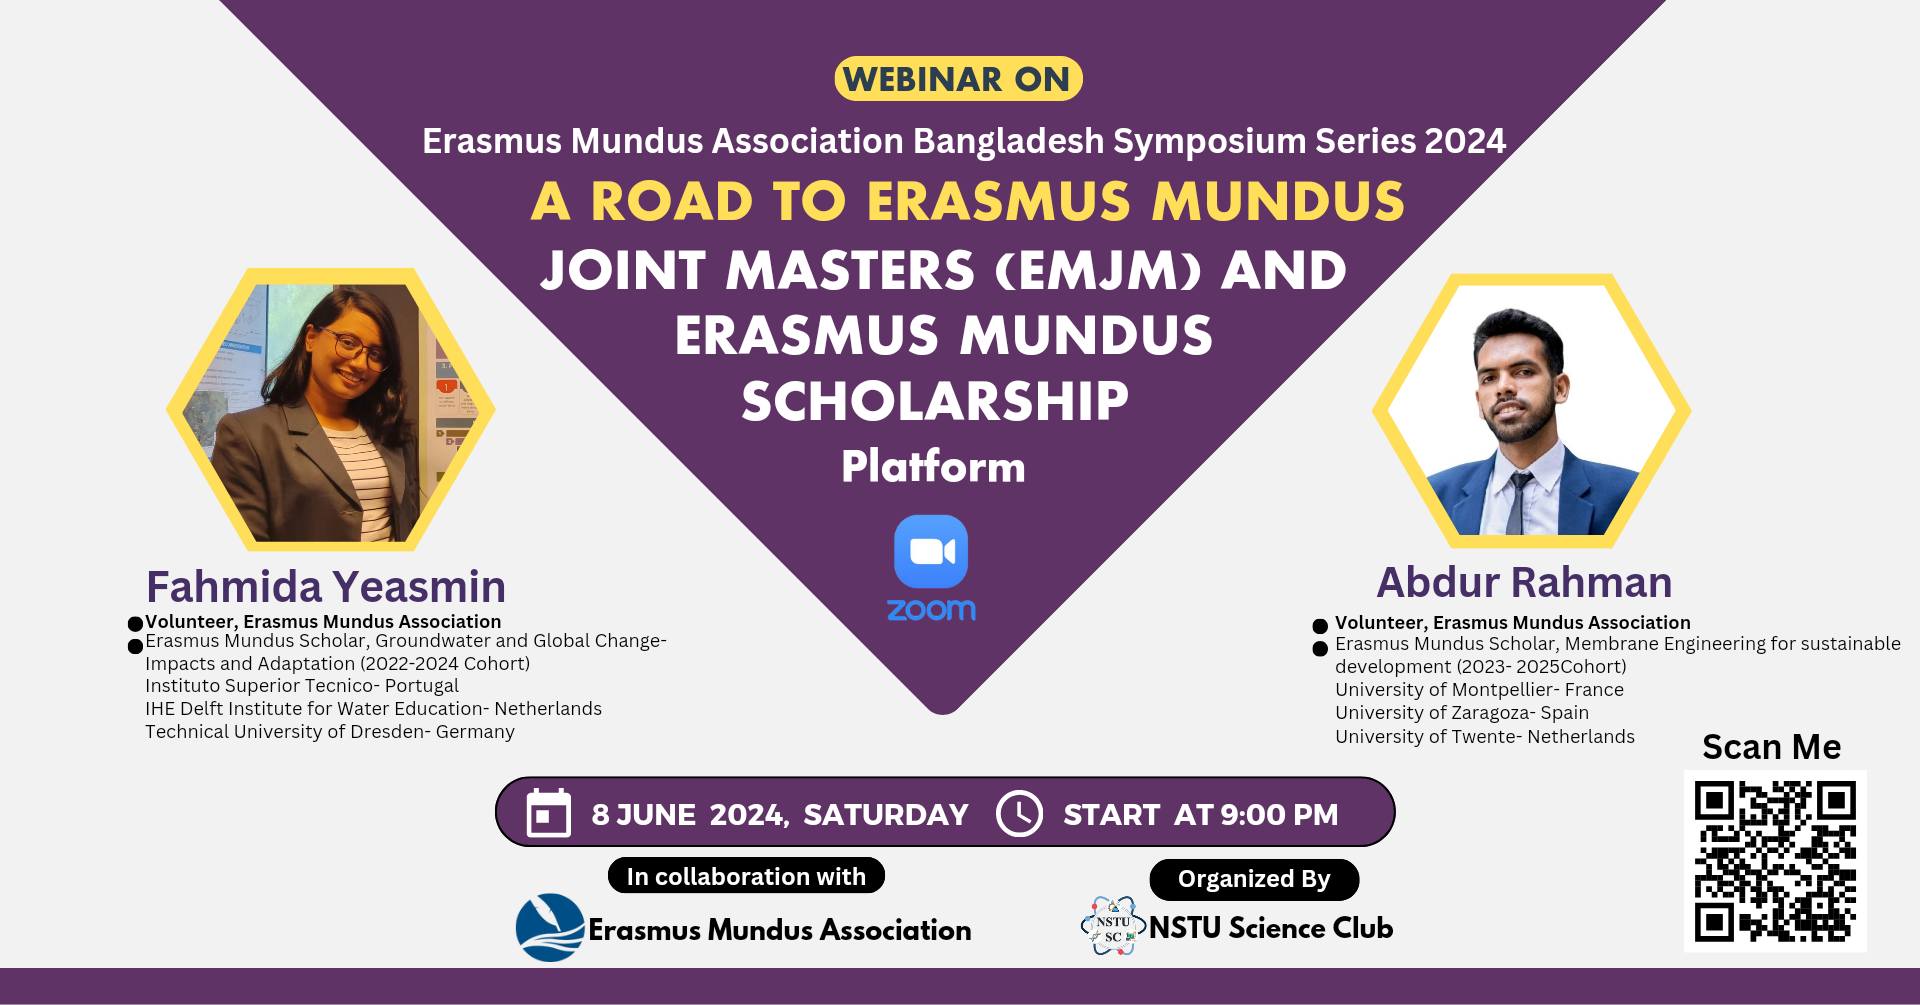 WEBINAR ON
Erasmus Mundus Association Bangladesh Symposium Series 2024
A ROAD TO ERASMUS MUNDUS
JOINT MASTERS (EMJM) AND
ERASMUS MUNDUS
SCHOLARSHIP
Platform
zoom
Fahmida Yeasmin
Volunteer, Erasmus Mundus Association
Erasmus Mundus Scholar, Groundwater and Global Change-
Impacts and Adaptation (2022-2024 Cohort)
Instituto Superior Tecnico- Portugal
IHE Delft Institute for Water Education- Netherlands
Technical University of Dresden- Germany
Abdur Rahman
Volunteer, Erasmus Mundus Association
Erasmus Mundus Scholar, Membrane Engineering for sustainable
development (2023- 2025Cohort)
University of Montpellier- France
University of Zaragoza- Spain
University of Twente- Netherlands
Scan Me
8 JUNE 2024, SATURDAY START AT 9:00 PM
In collaboration with
Erasmus Mundus Association
Organized By
NSTU
SC
NSTU Science Club